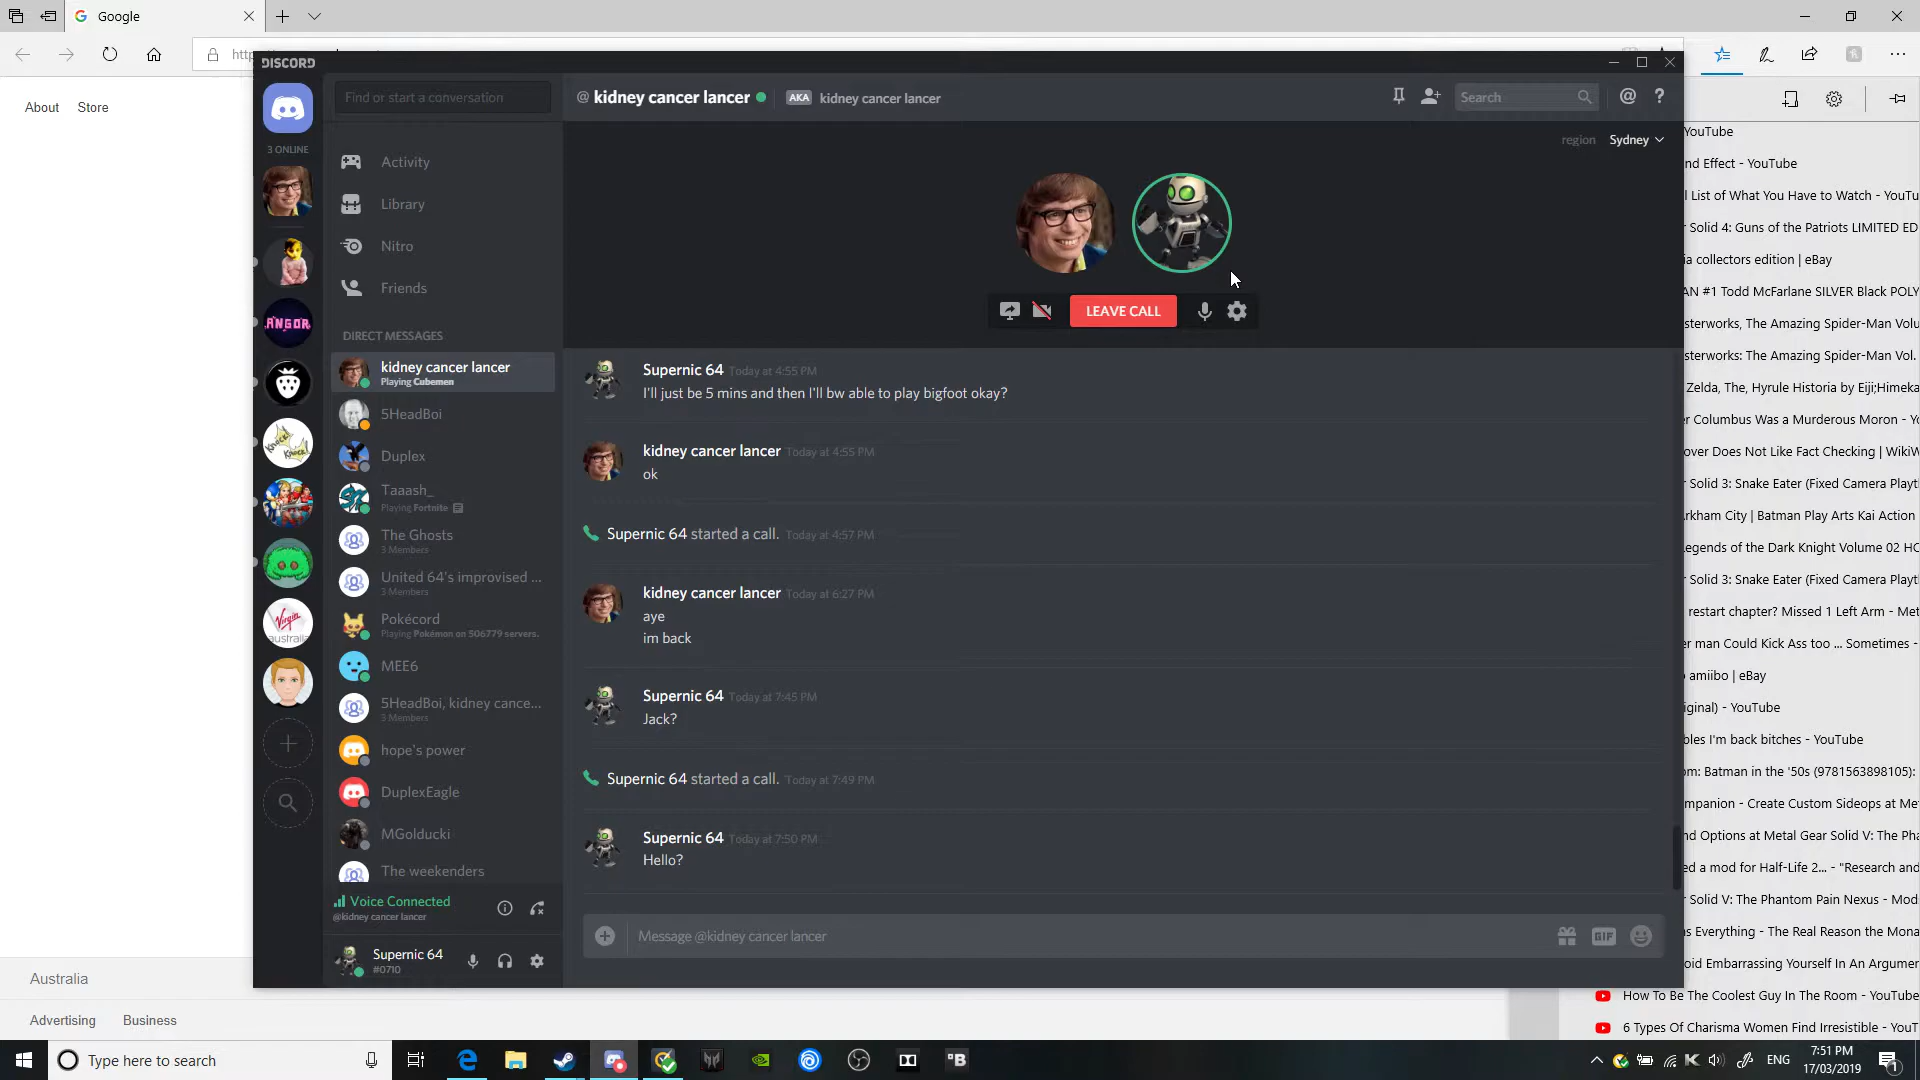 Google
http
About
Store
DISCORD
Find or start a conversation
@ kidney cancer lancer
AKA kidney cancer lancer
Search
3 ONLINE
region Sydney
Activity
Library
Nitro
Friends
LEAVE CALL
DIRECT MESSAGES
kidney cancer lancer
Playing Cubemen
5HeadBoi
Duplex
Taaash_
Playing Fortnite
The Ghosts
3 Members
United 64's improvised ...
3 Members
Pokécord
Playing Pokémon on 506779 servers.
MEE6
5HeadBoi, kidney cance...
3 Members
hope's power
DuplexEagle
MGolducki
The weekenders
Voice Connected
@kidney cancer lancer
Supernic 64
#0710
ANGOR
Knock
Knock
Virgin
australia
Supernic 64 Today at 4:55 PM
I'll just be 5 mins and then I'll bw able to play bigfoot okay?
kidney cancer lancer Today at 4:55 PM
ok
Supernic 64 started a call. Today at 4:57 PM
kidney cancer lancer Today at 6:27 PM
aye
im back
Supernic 64 Today at 7:45 PM
Jack?
Supernic 64 started a call. Today at 7:49 PM
Supernic 64 Today at 7:50 PM
Hello?
Message @kidney cancer lancer
GIF
YouTube
nd Effect - YouTube
l List of What You Have to Watch - YouTu
r Solid 4: Guns of the Patriots LIMITED ED
ia collectors edition | eBay
AN #1 Todd McFarlane SILVER Black POLY
sterworks, The Amazing Spider-Man Volu
sterworks: The Amazing Spider-Man Vol.
Zelda, The, Hyrule Historia by Eiji;Himeka
er Columbus Was a Murderous Moron - Yo
over Does Not Like Fact Checking | WikiW
r Solid 3: Snake Eater (Fixed Camera Playt
rkham City | Batman Play Arts Kai Action
egends of the Dark Knight Volume 02 HC
r Solid 3: Snake Eater (Fixed Camera Playt
restart chapter? Missed 1 Left Arm - Met
er man Could Kick Ass too ... Sometimes -
amiibo | eBay
iginal) - YouTube
bles I'm back bitches - YouTube
om: Batman in the '50s (9781563898105):
mpanion - Create Custom Sideops at Me
nd Options at Metal Gear Solid V: The Pha
ed a mod for Half-Life 2... - "Research and
r Solid V: The Phantom Pain Nexus - Mod
s Everything - The Real Reason the Mona
oid Embarrassing Yourself In An Argumer
How To Be The Coolest Guy In The Room - YouTube
6 Types Of Charisma Women Find Irresistible - YouT
Australia
Advertising
Business
Type here to search
B
ENG
7:51 PM
17/03/2019
1